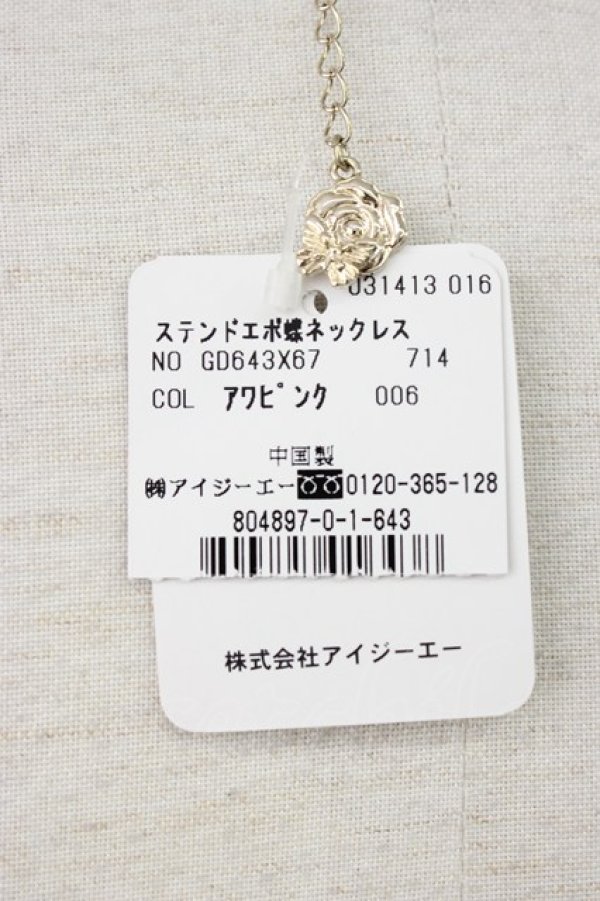 031413 016
ステンドエポ蝶ネックレス
NO GD643X67 714
COL アワピンク 006
中国製
㈱アイジーエー 0120-365-128
804897-0-1-643
株式会社アイジーエー